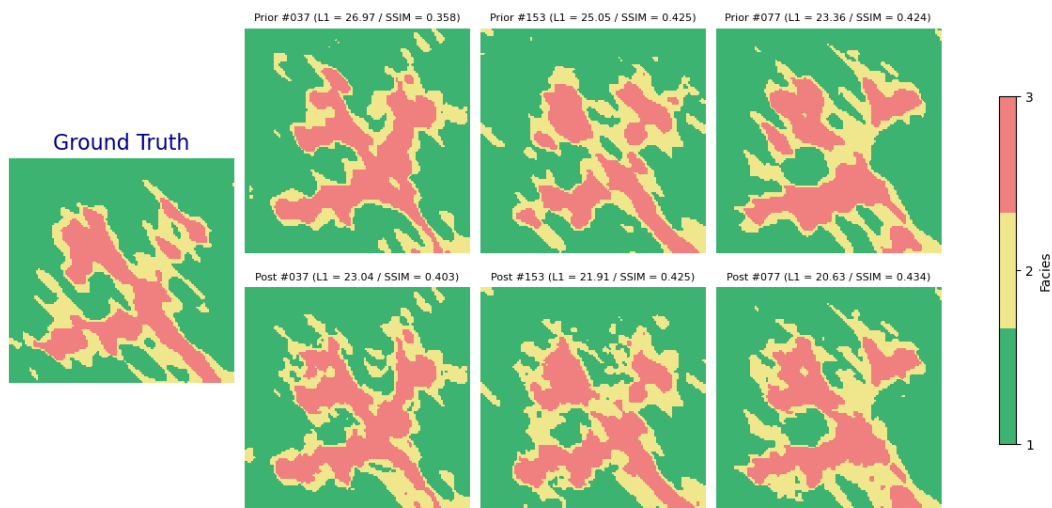 Prior #037 (L1 = 26.97 / SSIM = 0.358)
Prior #153 (L1 = 25.05 / SSIM = 0.425)
Prior #077 (L1 = 23.36 / SSIM = 0.424)
Ground Truth
Post #037 (L1 = 23.04 / SSIM = 0.403)
Post #153 (L1 = 21.91 / SSIM = 0.425)
Post #077 (L1 = 20.63 / SSIM = 0.434)
3
2
1
Facies